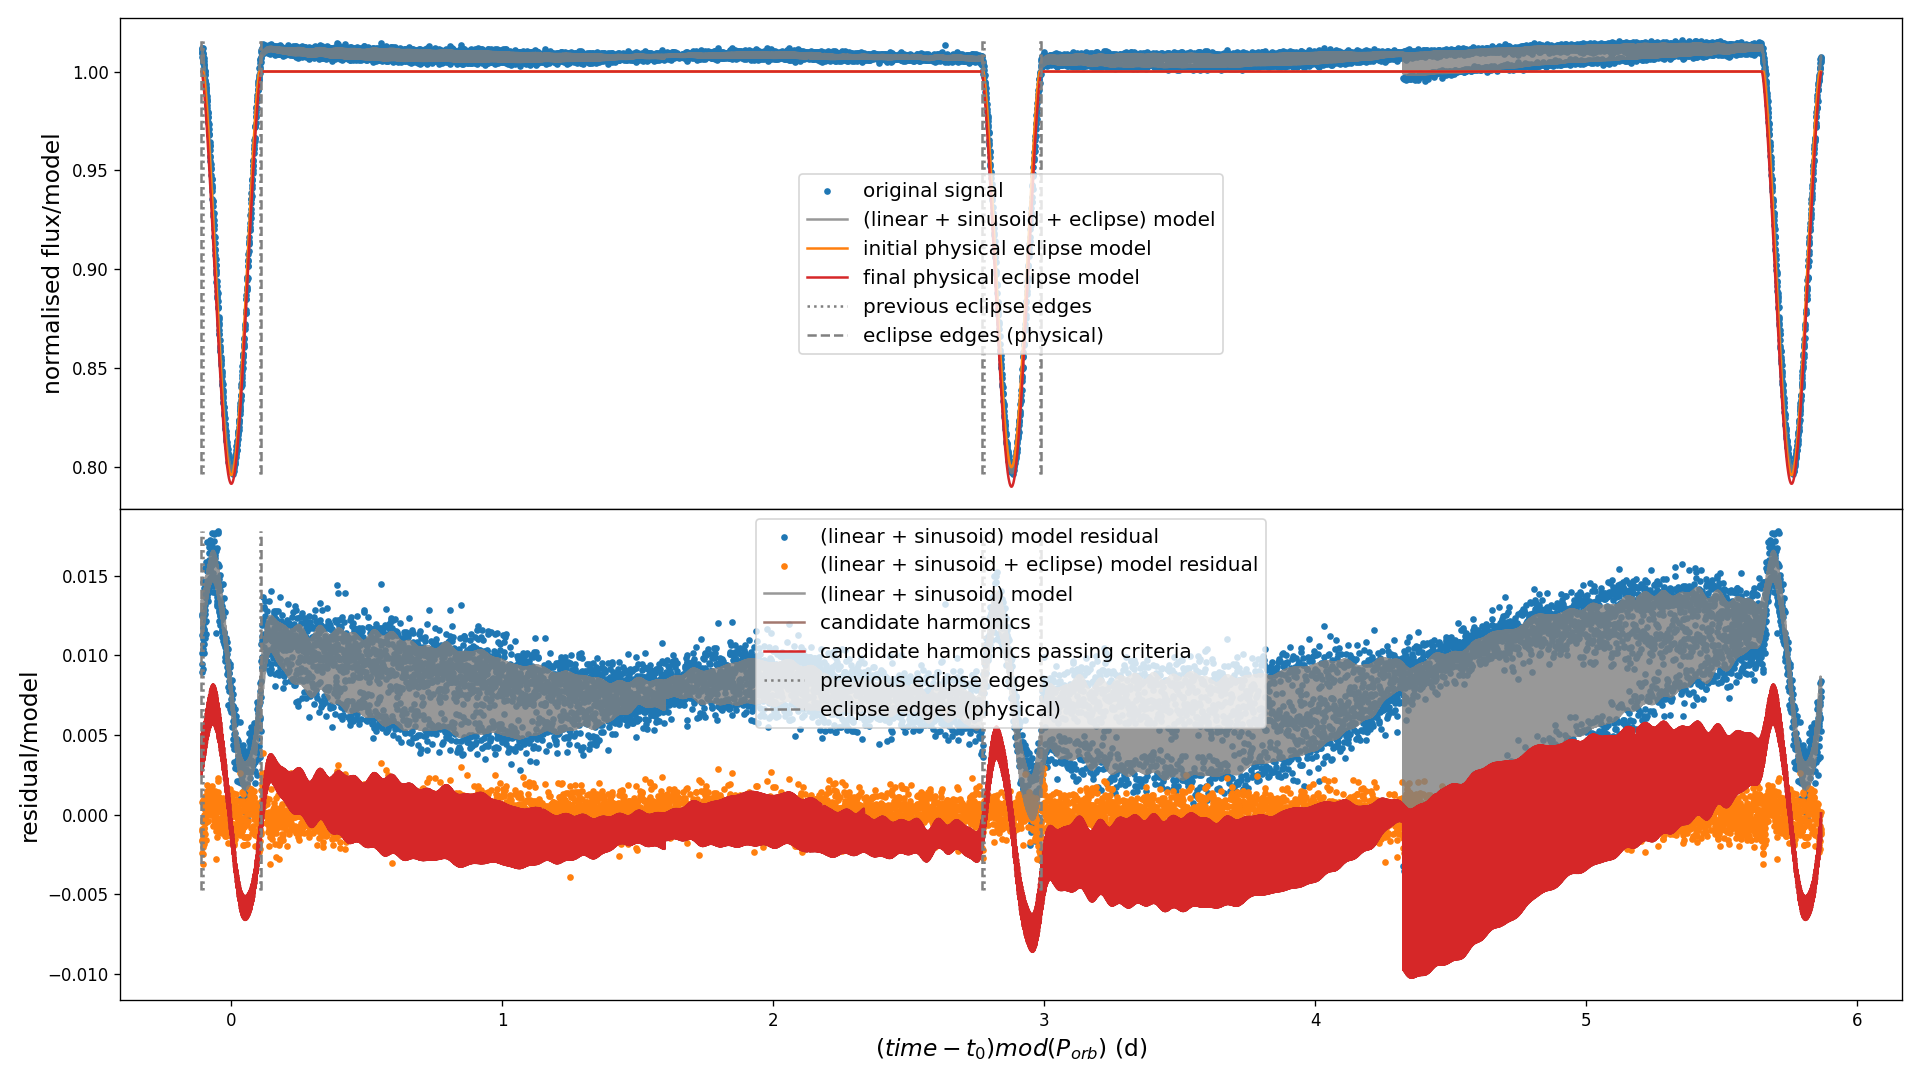 normalised flux/model
1.00
0.95
0.90
0.85
0.80
original signal
(linear + sinusoid + eclipse) model
initial physical eclipse model
final physical eclipse model
previous eclipse edges
eclipse edges (physical)
residual/model
0.015
0.010
0.005
0.000
−0.005
−0.010
(linear + sinusoid) model residual
(linear + sinusoid + eclipse) model residual
(linear + sinusoid) model
candidate harmonics
candidate harmonics passing criteria
previous eclipse edges
eclipse edges (physical)
0 1 2 3 4 5 6
(time − t₀)mod(P_orb) (d)